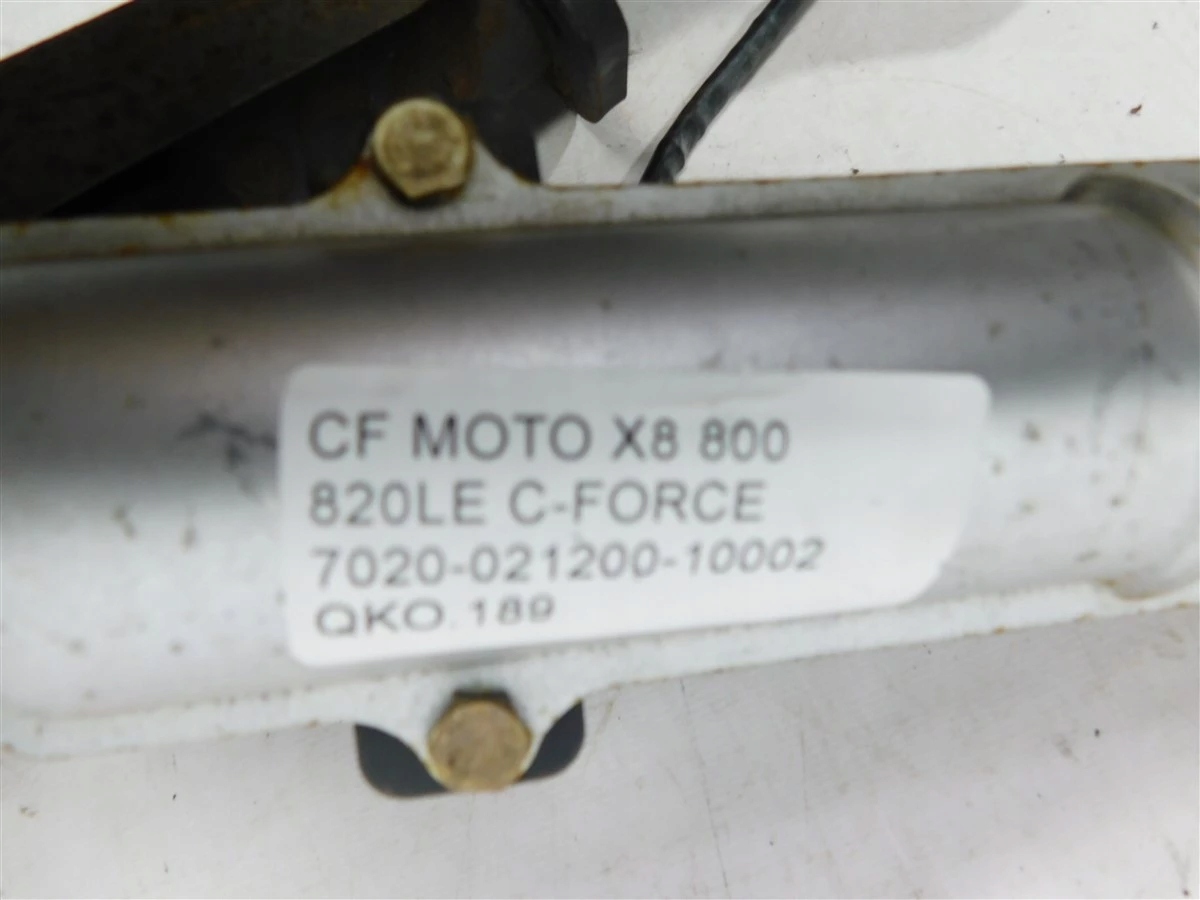 CF MOTO X8 800
820LE C-FORCE
7020-021200-10002
QKO.189